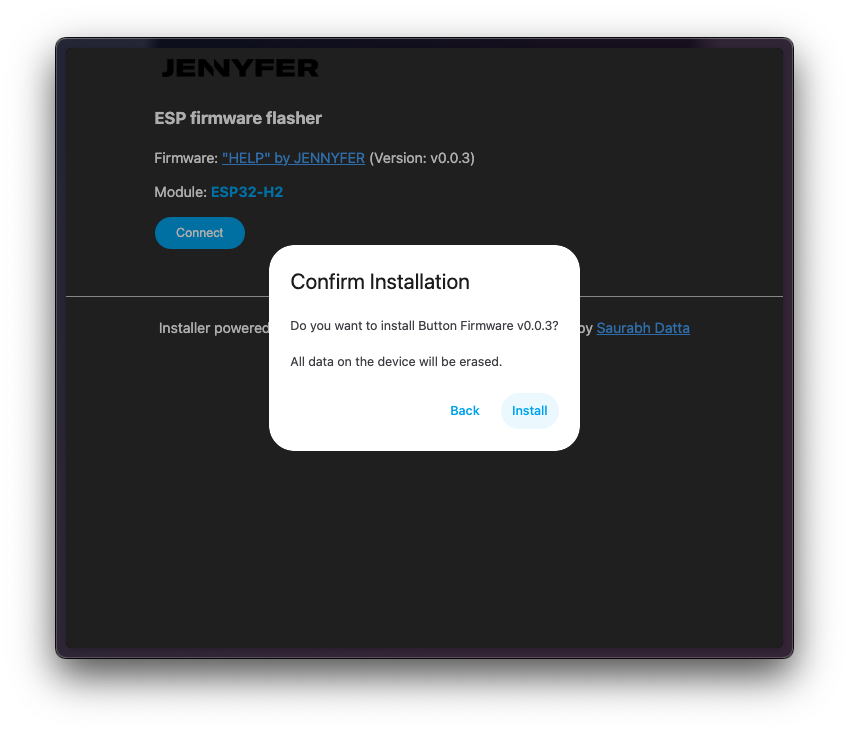 JENNYFER
ESP firmware flasher
Firmware: "HELP" by JENNYFER (Version: v0.0.3)
Module: ESP32-H2
Connect
Confirm Installation
Do you want to install Button Firmware v0.0.3?
All data on the device will be erased.
Back Install
Installer powered by Saurabh Datta